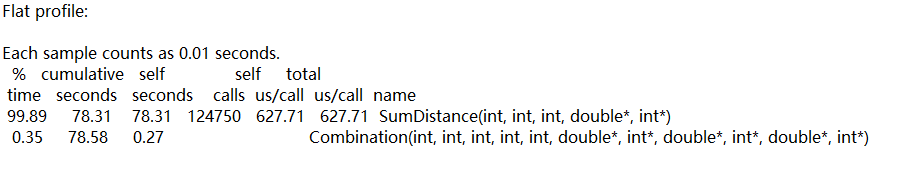 Flat profile:
Each sample counts as 0.01 seconds.
% cumulative self self total
time seconds seconds calls us/call us/call name
99.89 78.31 78.31 124750 627.71 627.71 SumDistance(int, int, int, double*, int*)
0.35 78.58 0.27 Combination(int, int, int, int, int, double*, int*, double*, int*, double*, int*)